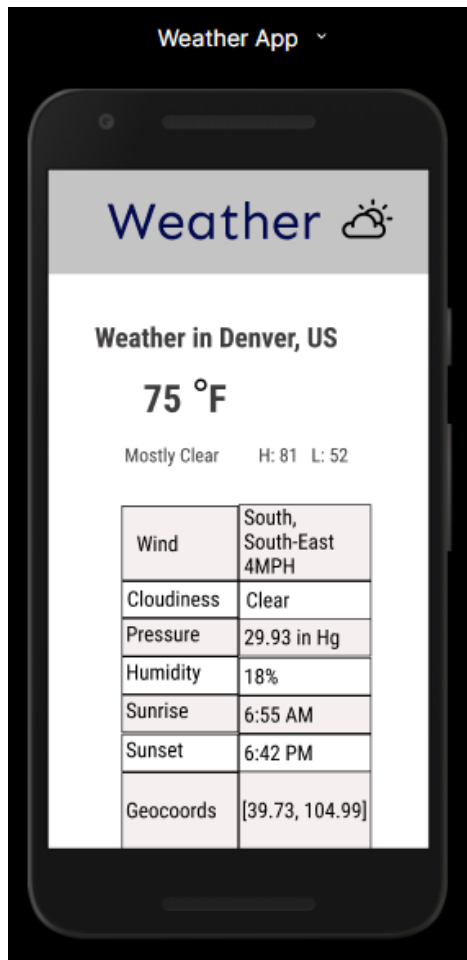 Weather App
Weather
Weather in Denver, US
75 °F
Mostly Clear H: 81 L: 52
Wind South,
South-East
4MPH
Cloudiness Clear
Pressure 29.93 in Hg
Humidity 18%
Sunrise 6:55 AM
Sunset 6:42 PM
Geocoords [39.73, 104.99]